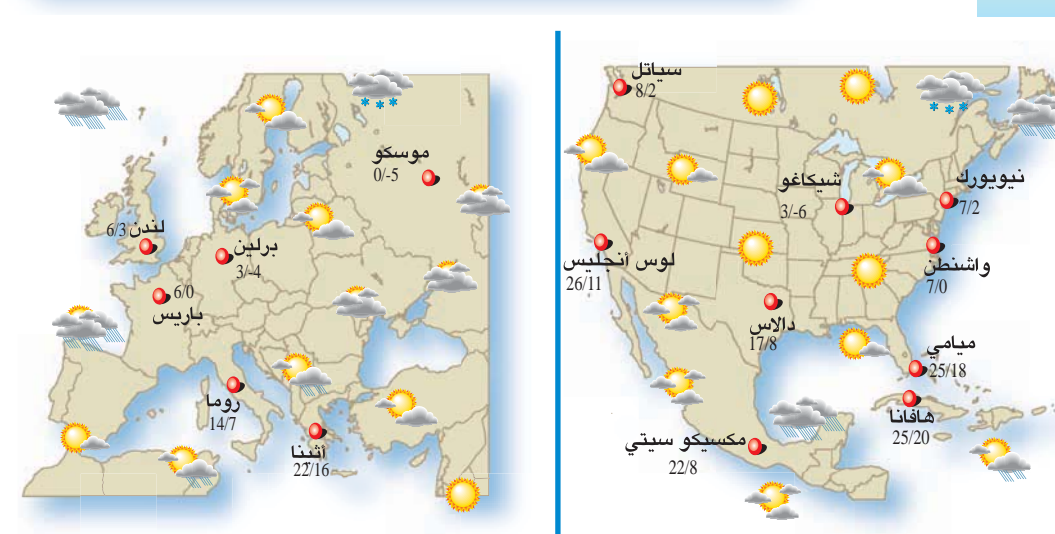 سياتل
8/2
شيكاغو
3/-6
نيويورك
7/2
واشنطن
7/0
لوس أنجليس
26/11
دالاس
17/8
ميامي
25/18
هافانا
25/20
مكسيكو سيتي
22/8
موسكو
0/-5
لندن 6/3
برلين
3/-4
6/0
باريس
روما
14/7
أثينا
22/16